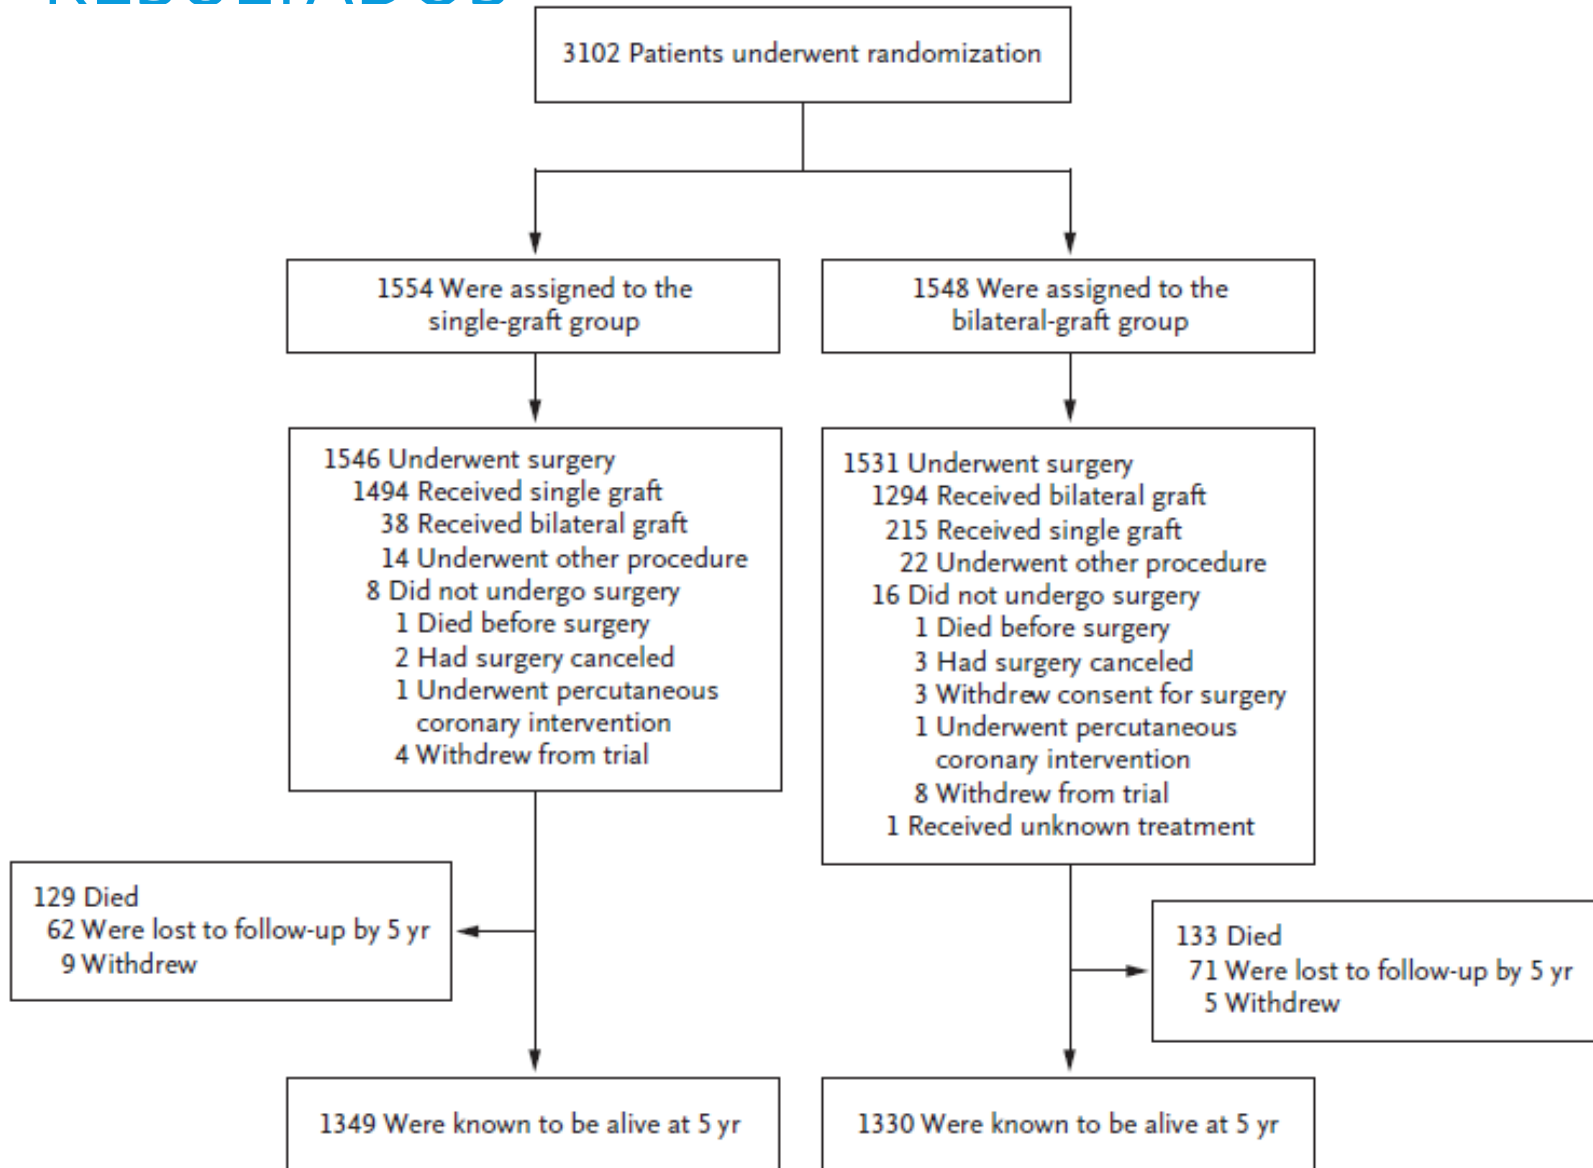 RESULTADOS
3102 Patients underwent randomization
1554 Were assigned to the
single-graft group
1548 Were assigned to the
bilateral-graft group
1546 Underwent surgery
1494 Received single graft
38 Received bilateral graft
14 Underwent other procedure
8 Did not undergo surgery
1 Died before surgery
2 Had surgery canceled
1 Underwent percutaneous
coronary intervention
4 Withdrew from trial
1531 Underwent surgery
1294 Received bilateral graft
215 Received single graft
22 Underwent other procedure
16 Did not undergo surgery
1 Died before surgery
3 Had surgery canceled
3 Withdrew consent for surgery
1 Underwent percutaneous
coronary intervention
8 Withdrew from trial
1 Received unknown treatment
129 Died
62 Were lost to follow-up by 5 yr
9 Withdrew
133 Died
71 Were lost to follow-up by 5 yr
5 Withdrew
1349 Were known to be alive at 5 yr
1330 Were known to be alive at 5 yr